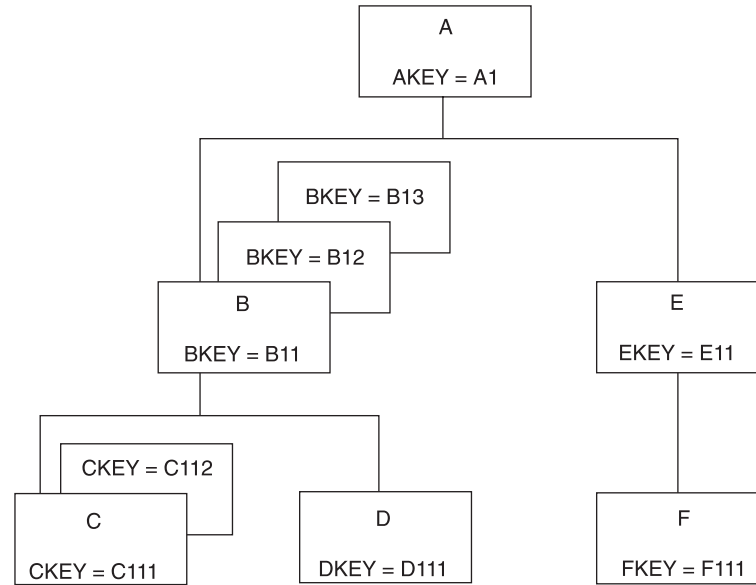 A
AKEY = A1
BKEY = B13
BKEY = B12
B
BKEY = B11
E
EKEY = E11
CKEY = C112
C
CKEY = C111
D
DKEY = D111
F
FKEY = F111